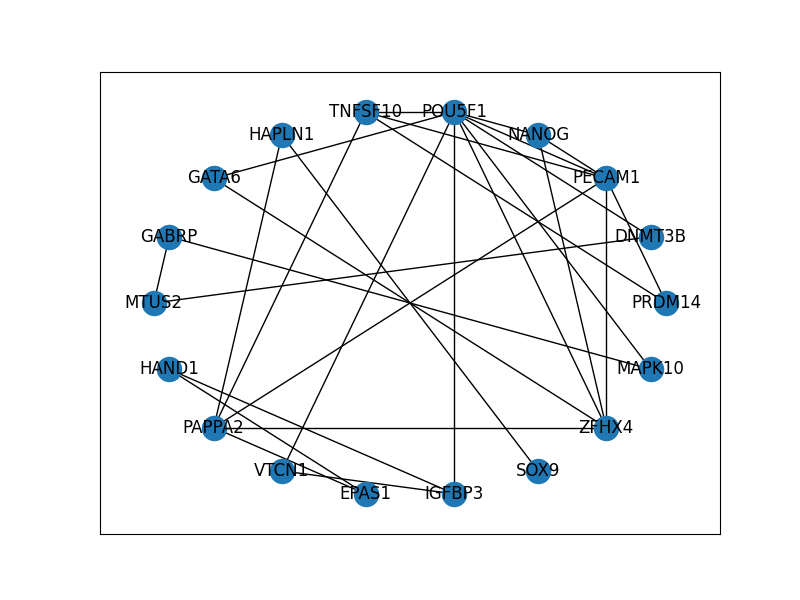 TNFSF10 POU5F1
HAPLN1 NANOG
GATA6 PECAM1
GABRP DNMT3B
MTUS2 PRDM14
HAND1 MAPK10
PAPPA2 ZFHX4
VTCN1 SOX9
EPAS1 IGFBP3